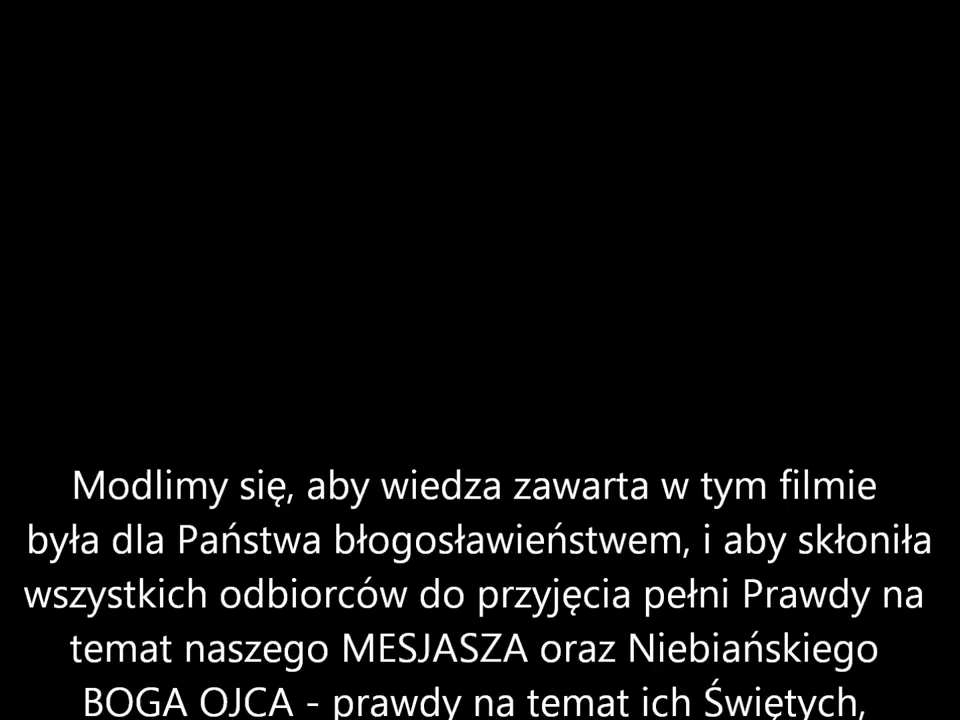 Modlimy się, aby wiedza zawarta w tym filmie
była dla Państwa błogosławieństwem, i aby skłoniła
wszystkich odbiorców do przyjęcia pełni Prawdy na
temat naszego MESJASZA oraz Niebiańskiego
BOGA OJCA - prawdy na temat ich Świętych,